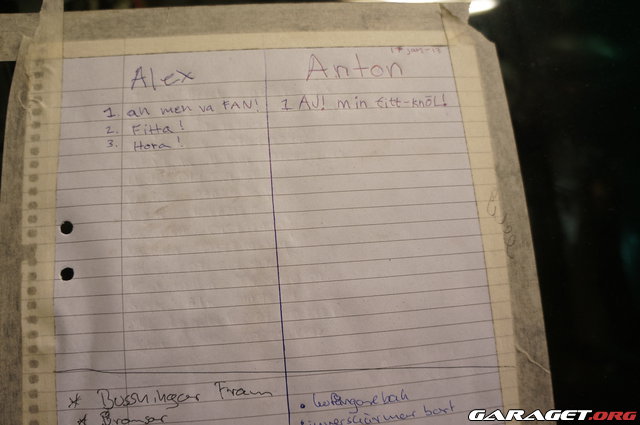 Alex
Anton
1. ah men va FAN!
2. Fitta!
3. Hora!
1 AJ! min Fitt-knöl!
* Bussningar Fram
* Bromsar
GARAGET.ORG